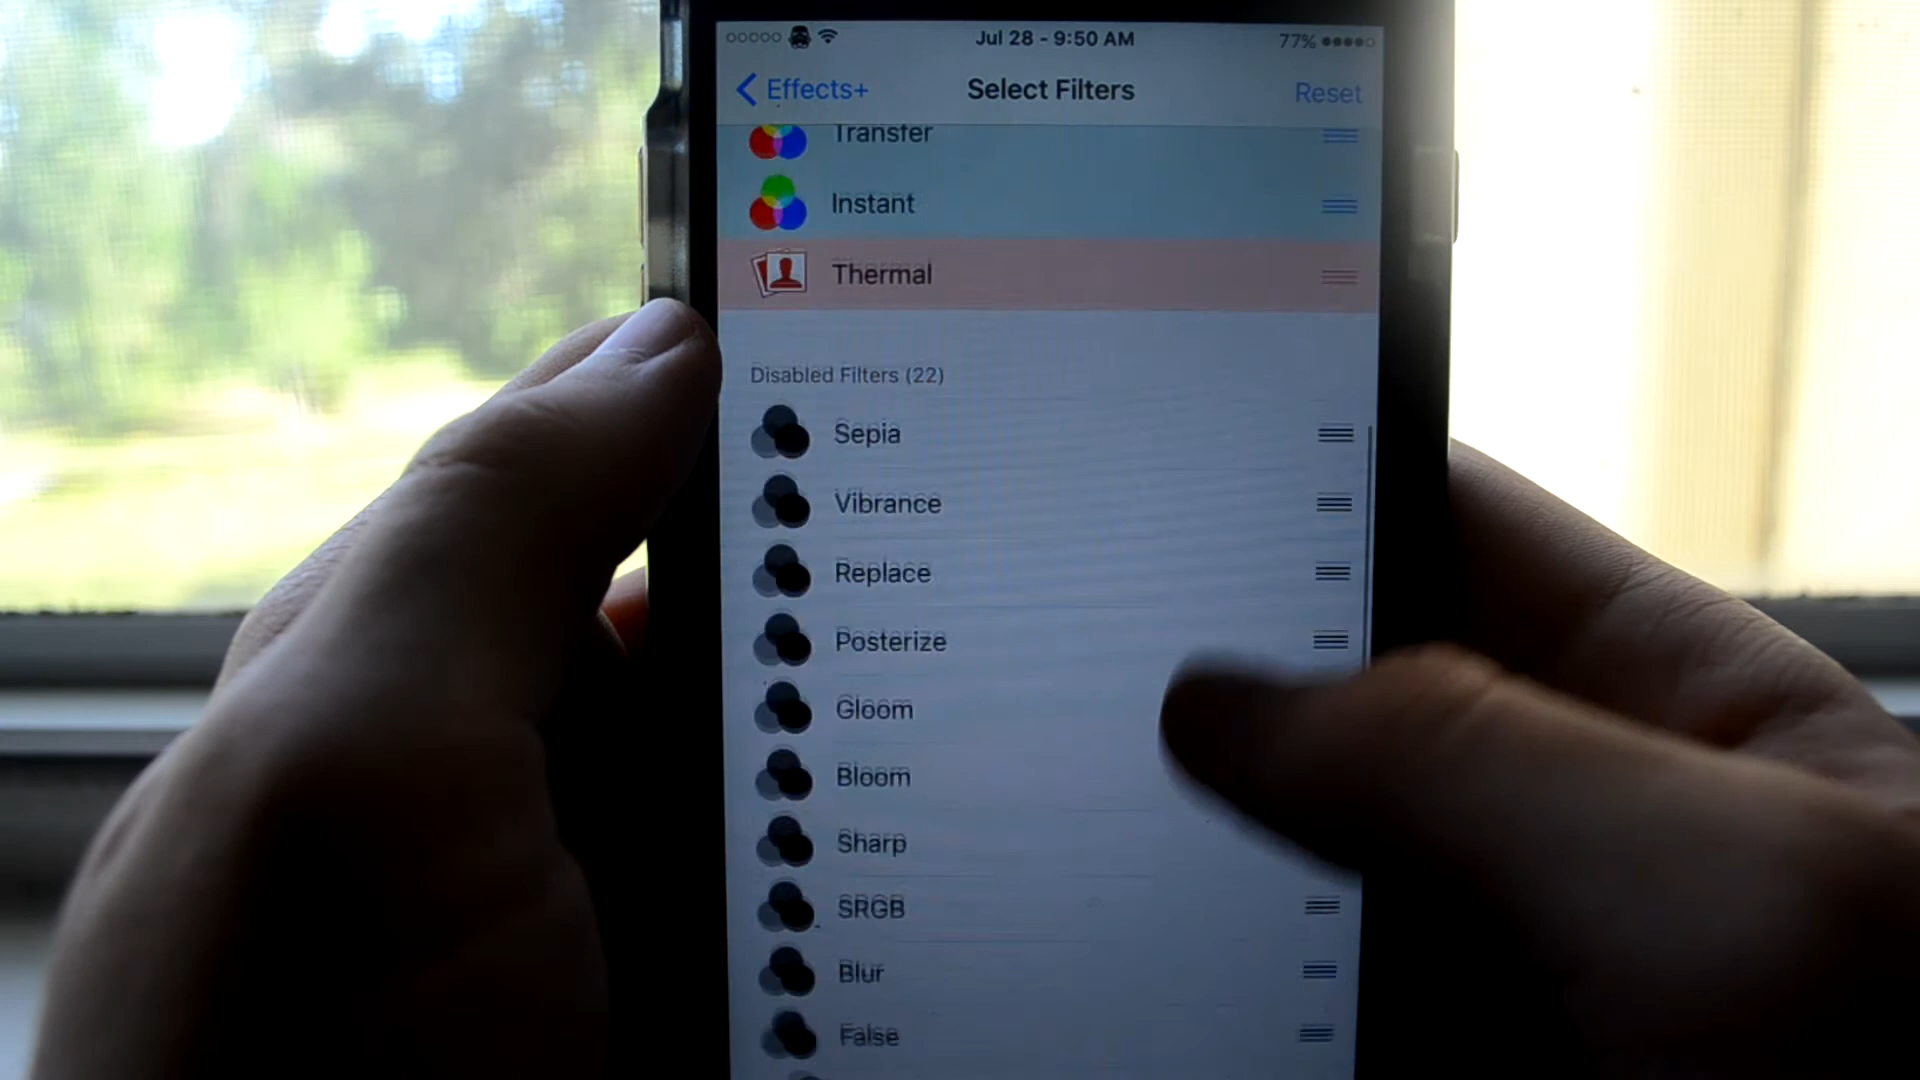 Jul 28 - 9:50 AM
77%
Effects+
Select Filters
Reset
Transfer
Instant
Thermal
Disabled Filters (22)
Sepia
Vibrance
Replace
Posterize
Gloom
Bloom
Sharp
SRGB
Blur
False